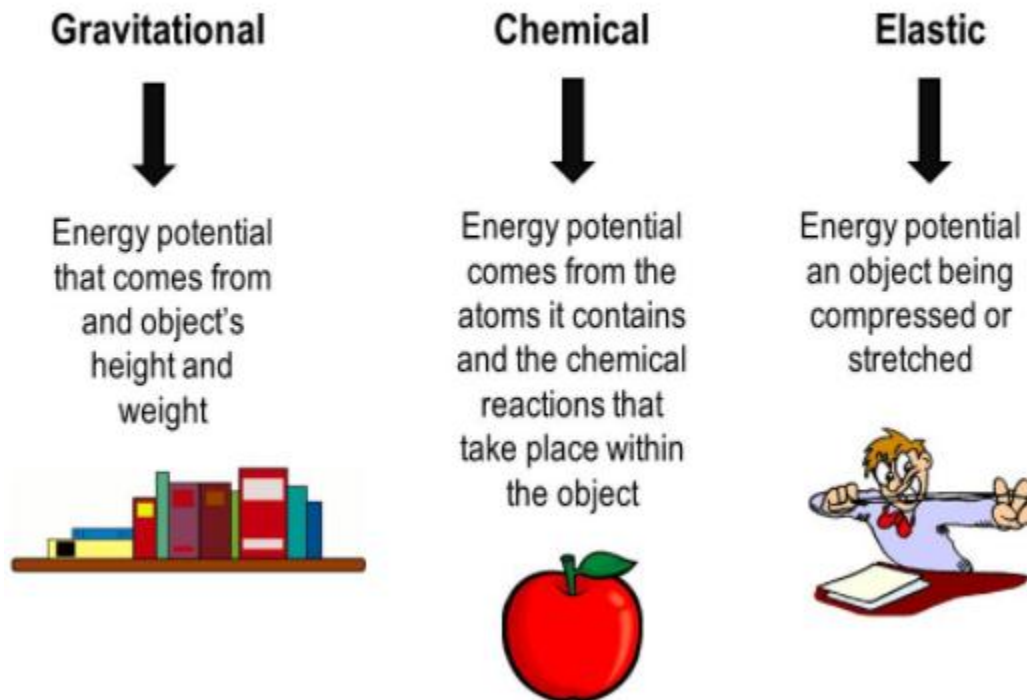 Gravitational
Energy potential
that comes from
and object's
height and
weight
Chemical
Energy potential
comes from the
atoms it contains
and the chemical
reactions that
take place within
the object
Elastic
Energy potential
an object being
compressed or
stretched